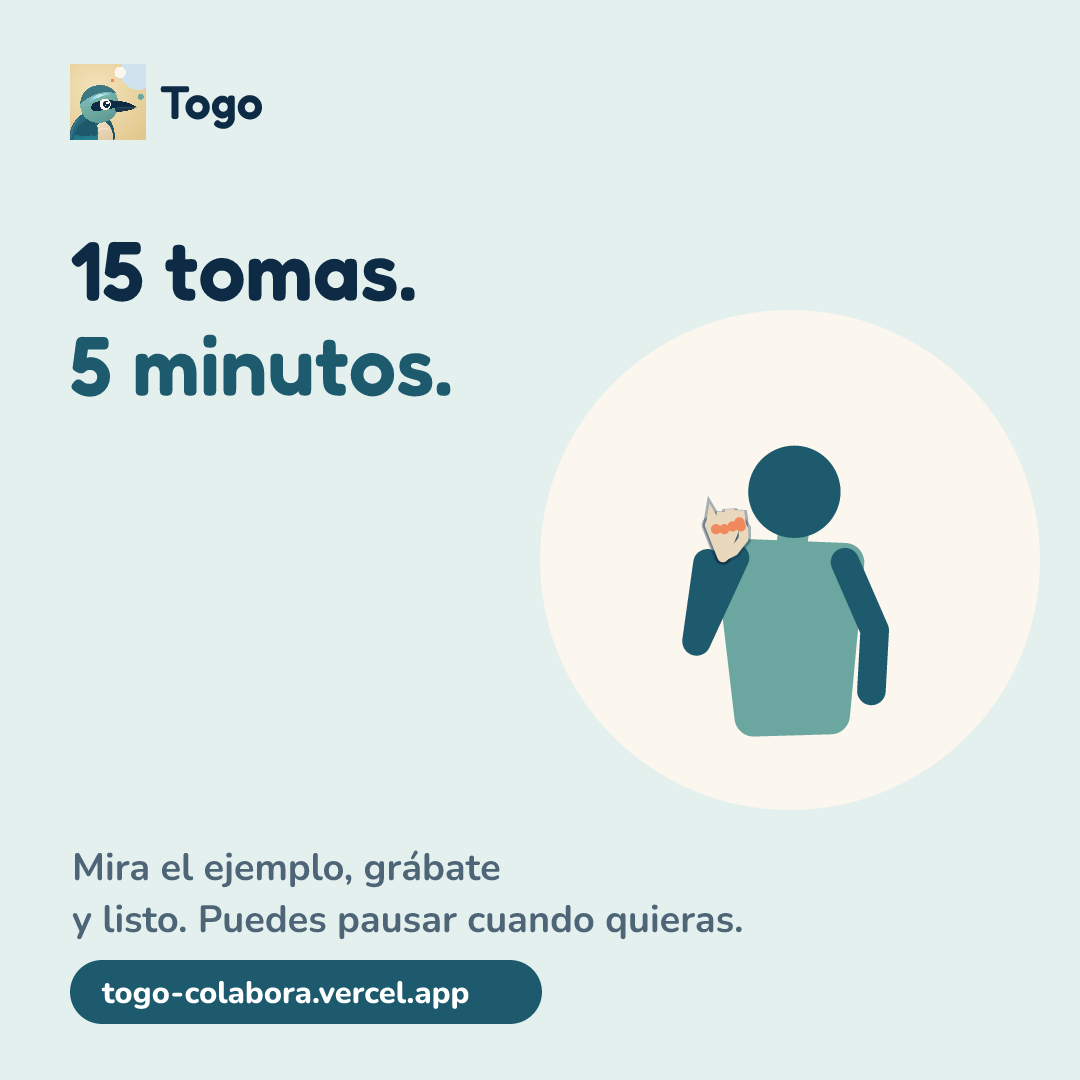 Togo
15 tomas.
5 minutos.
Mira el ejemplo, grábate
y listo. Puedes pausar cuando quieras.
togo-colabora.vercel.app